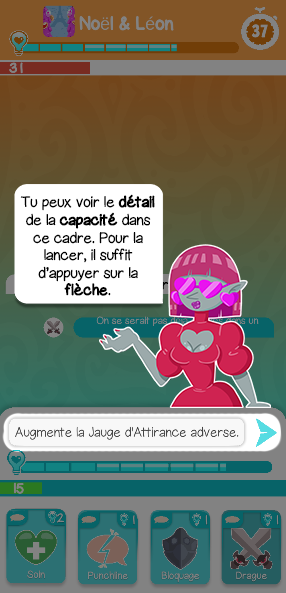 Noël & Léon
37
31
Tu peux voir le détail
de la capacité dans
ce cadre. Pour la
lancer, il suffit
d'appuyer sur la
flèche.
On se serait pas
un
Augmente la Jauge d'Attirance adverse.
15
2 1 1 1
Soin Punchline Bloquage Drague